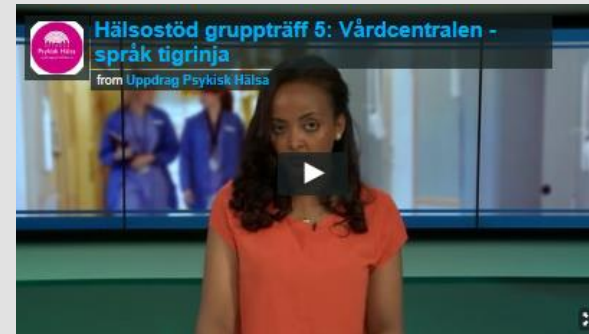 Hälsostöd gruppträff 5: Vårdcentralen -
språk tigrinja
from Uppdrag Psykisk Hälsa
Psykisk Hälsa